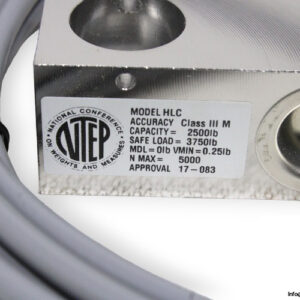 NATIONAL CONFERENCE
ON WEIGHTS AND MEASURES
NTEP
MODEL HLC
ACCURACY Class III M
CAPACITY = 2500lb
SAFE LOAD = 3750lb
MDL = 0lb VMIN = 0.25lb
N MAX = 5000
APPROVAL 17-083